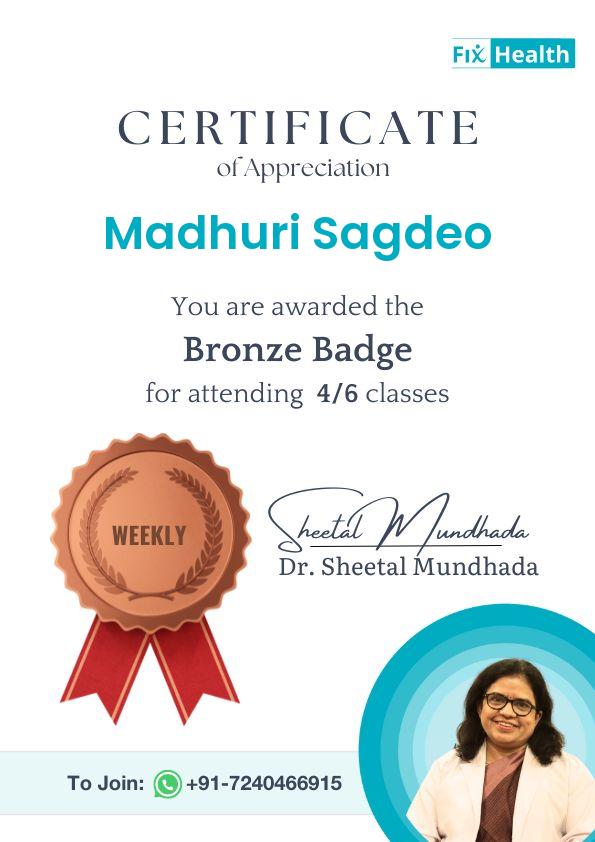 Fix Health
CERTIFICATE
of Appreciation
Madhuri Sagdeo
You are awarded the
Bronze Badge
for attending 4/6 classes
WEEKLY
Sheetal Mundhada
Dr. Sheetal Mundhada
To Join: +91-7240466915